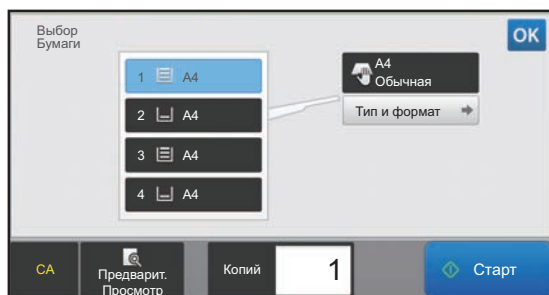 Выбор
Бумаги
OK
1 A4
2 A4
3 A4
4 A4
A4
Обычная
Тип и формат
CA
Предварит.
Просмотр
Копий
1
Старт